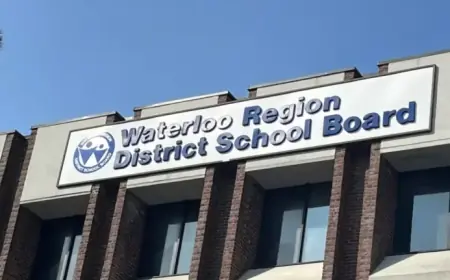 Waterloo Region
District School Board